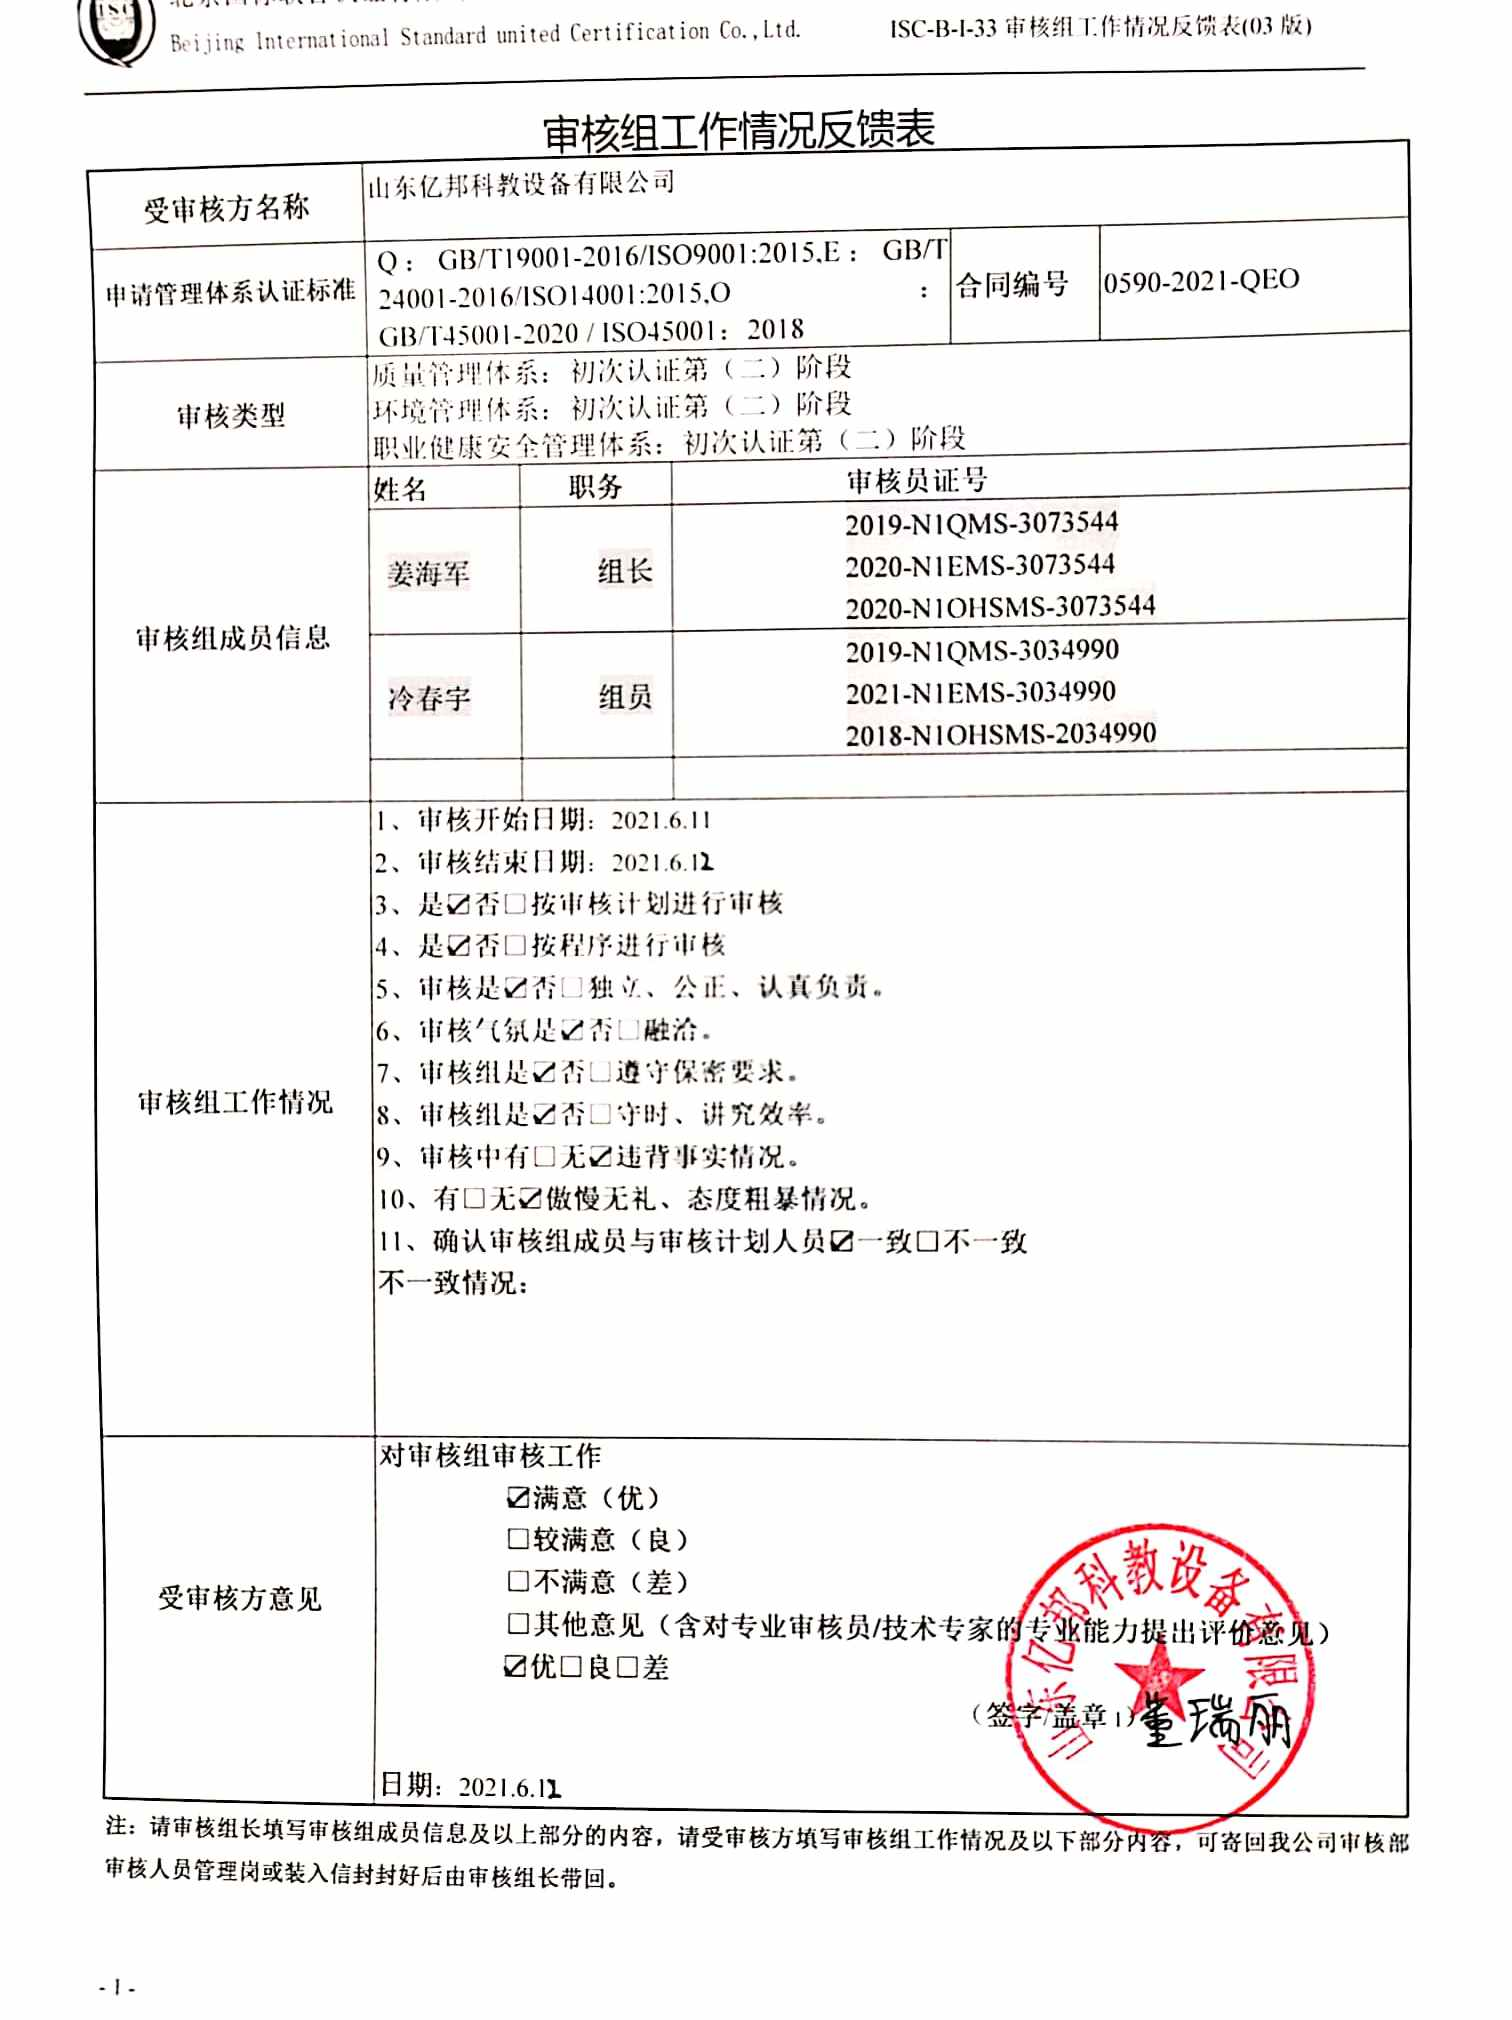 ISC
Beijing International Standard united Certification Co.,Ltd.
ISC-B-I-33 审核组工作情况反馈表(03 版)
审核组工作情况反馈表
受审核方名称
山东亿邦科教设备有限公司
申请管理体系认证标准
Q： GB/T19001-2016/ISO9001:2015,E： GB/T
24001-2016/ISO14001:2015,O ：
GB/T45001-2020 / ISO45001：2018
合同编号
0590-2021-QEO
审核类型
质量管理体系：初次认证第（二）阶段
环境管理体系：初次认证第（二）阶段
职业健康安全管理体系：初次认证第（二）阶段
审核组成员信息
姓名 职务 审核员证号
姜海军 组长
2019-N1QMS-3073544
2020-N1EMS-3073544
2020-N1OHSMS-3073544
冷春宇 组员
2019-N1QMS-3034990
2021-N1EMS-3034990
2018-N1OHSMS-2034990
审核组工作情况
1、审核开始日期：2021.6.11
2、审核结束日期：2021.6.12
3、是☑否□按审核计划进行审核
4、是☑否□按程序进行审核
5、审核是☑否□独立、公正、认真负责。
6、审核气氛是☑否□融洽。
7、审核组是☑否□遵守保密要求。
8、审核组是☑否□守时、讲究效率。
9、审核中有□无☑违背事实情况。
10、有□无☑傲慢无礼、态度粗暴情况。
11、确认审核组成员与审核计划人员☑一致□不一致
不一致情况：
受审核方意见
对审核组审核工作
☑满意（优）
□较满意（良）
□不满意（差）
□其他意见（含对专业审核员/技术专家的专业能力提出评价意见）
☑优□良□差
（签字/盖章）董瑞丽
山东亿邦科教设备有限公司
日期：2021.6.12
注：请审核组长填写审核组成员信息及以上部分的内容，请受审核方填写审核组工作情况及以下部分内容，可寄回我公司审核部
审核人员管理岗或装入信封封好后由审核组长带回。
- 1 -